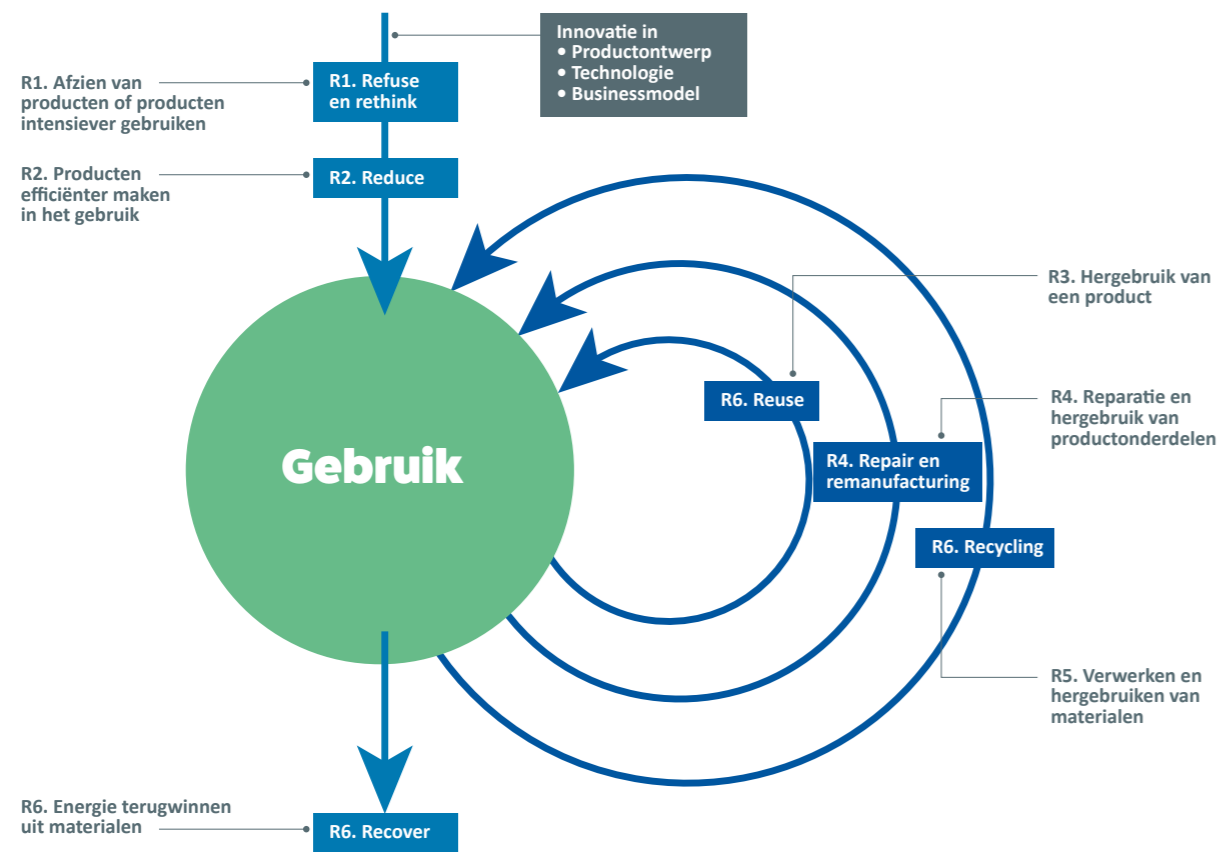 Innovatie in
• Productontwerp
• Technologie
• Businessmodel
R1. Afzien van
producten of producten
intensiever gebruiken
R1. Refuse
en rethink
R2. Producten
efficiënter maken
in het gebruik
R2. Reduce
R3. Hergebruik van
een product
R6. Reuse
R4. Reparatie en
hergebruik van
productonderdelen
Gebruik
R4. Repair en
remanufacturing
R6. Recycling
R5. Verwerken en
hergebruiken van
materialen
R6. Energie terugwinnen
uit materialen
R6. Recover